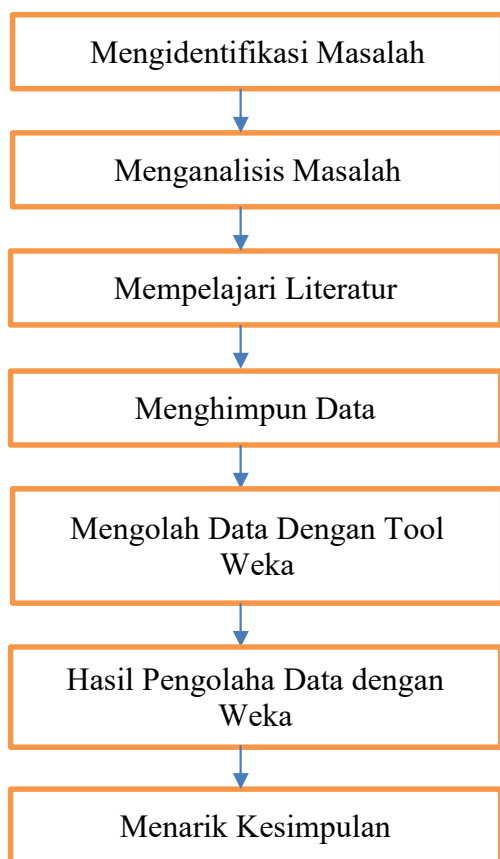 Mengidentifikasi Masalah
Menganalisis Masalah
Mempelajari Literatur
Menghimpun Data
Mengolah Data Dengan Tool
Weka
Hasil Pengolaha Data dengan
Weka
Menarik Kesimpulan